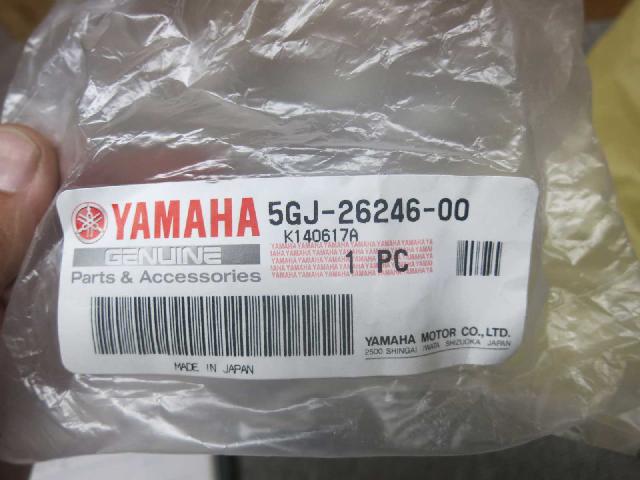 YAMAHA 5GJ-26246-00
K140617A
GENUINE
Parts & Accessories
1 PC
YAMAHA MOTOR CO.,LTD.
2500 SHINGAI IWATA SHIZUOKA JAPAN
MADE IN JAPAN